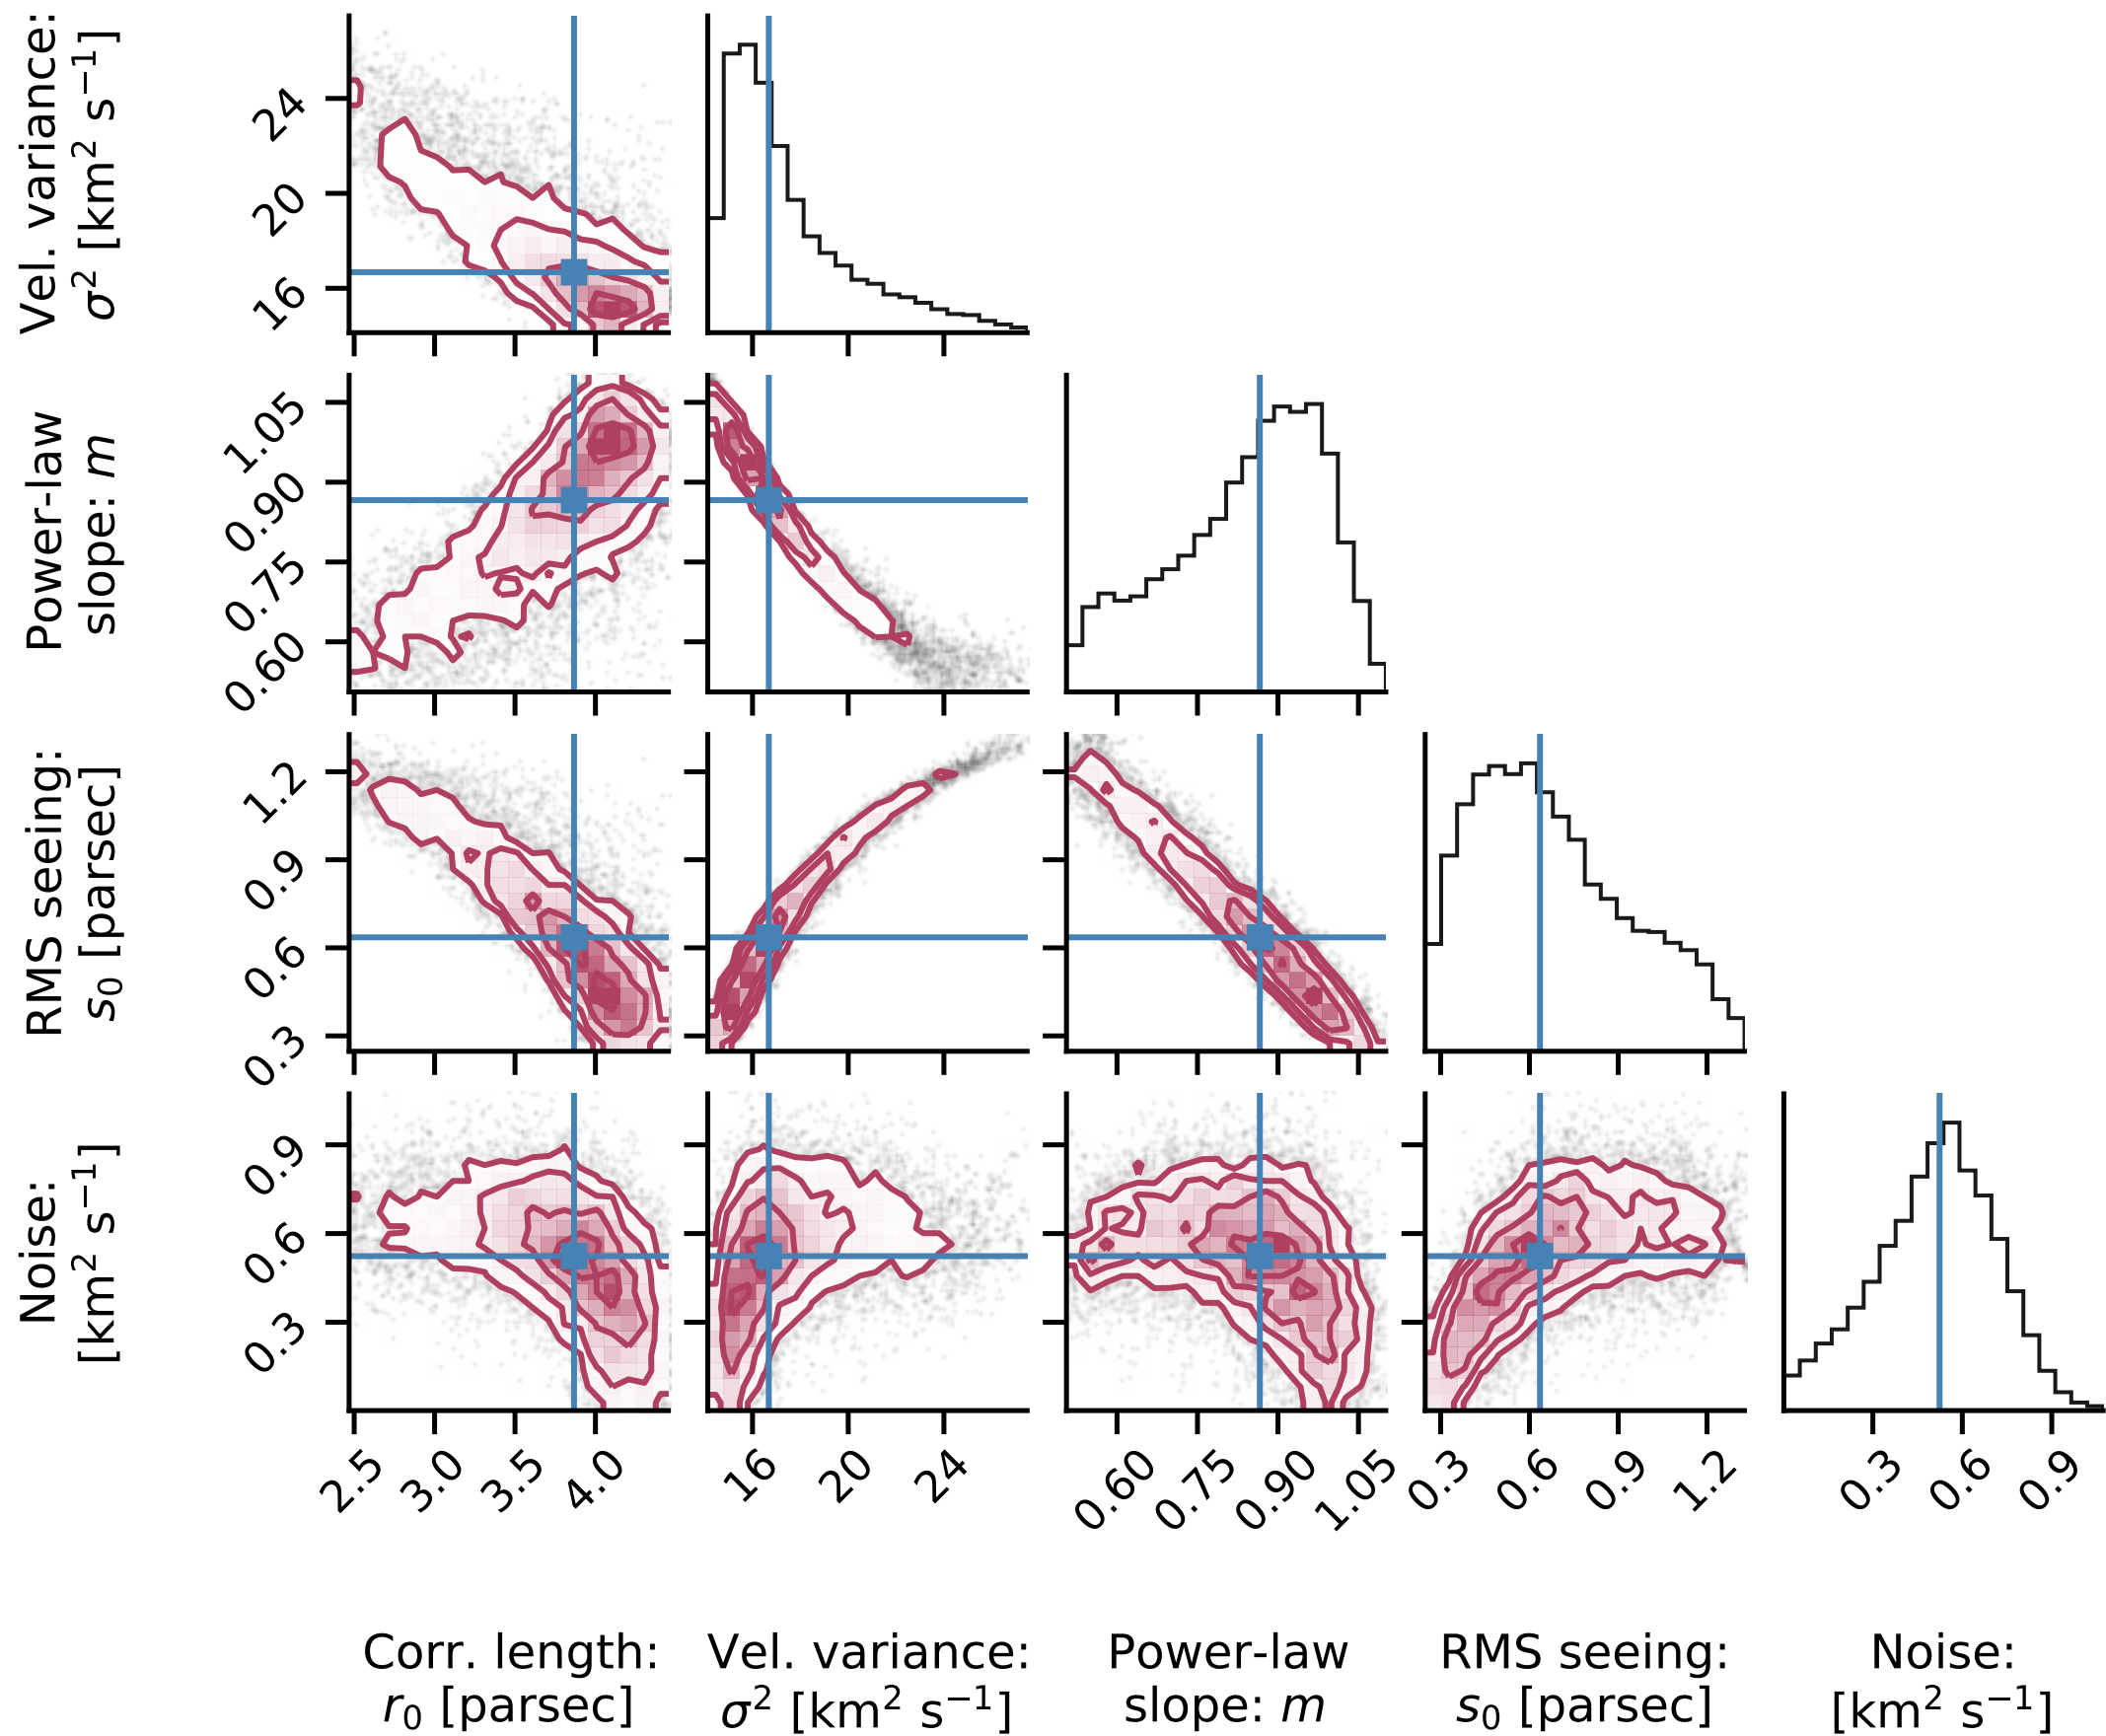 Vel. variance:
σ² [km² s⁻¹]
24
20
16
Power-law
slope: m
1.05
0.90
0.75
0.60
RMS seeing:
s₀ [parsec]
1.2
0.9
0.6
0.3
Noise:
[km² s⁻¹]
0.9
0.6
0.3
2.5 3.0 3.5 4.0 16 20 24 0.60 0.75 0.90 1.05 0.3 0.6 0.9 1.2 0.3 0.6 0.9
Corr. length:
r₀ [parsec]
Vel. variance:
σ² [km² s⁻¹]
Power-law
slope: m
RMS seeing:
s₀ [parsec]
Noise:
[km² s⁻¹]